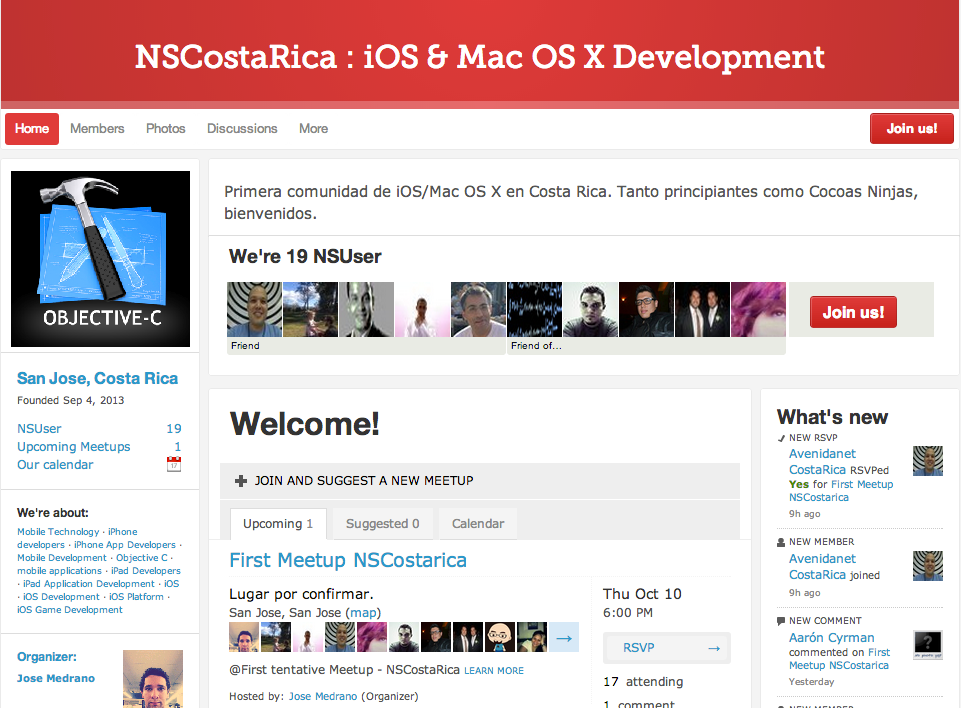 NSCostaRica : iOS & Mac OS X Development
Home Members Photos Discussions More Join us!
OBJECTIVE-C
San Jose, Costa Rica
Founded Sep 4, 2013
NSUser 19
Upcoming Meetups 1
Our calendar 17
We're about:
Mobile Technology · iPhone
developers · iPhone App Developers ·
Mobile Development · Objective C ·
mobile applications · iPad Developers
· iPad Application Development · iOS
· iOS Development · iOS Platform ·
iOS Game Development
Organizer:
Jose Medrano
Primera comunidad de iOS/Mac OS X en Costa Rica. Tanto principiantes como Cocoas Ninjas,
bienvenidos.
We're 19 NSUser
Friend Friend of...
Join us!
Welcome!
JOIN AND SUGGEST A NEW MEETUP
Upcoming 1 Suggested 0 Calendar
First Meetup NSCostarica
Lugar por confirmar.
San Jose, San Jose (map)
@First tentative Meetup - NSCostaRica LEARN MORE
Hosted by: Jose Medrano (Organizer)
Thu Oct 10
6:00 PM
RSVP →
17 attending
1 comment
What's new
NEW RSVP
Avenidanet
CostaRica RSVPed
Yes for First Meetup
NSCostarica
9h ago
NEW MEMBER
Avenidanet
CostaRica joined
9h ago
NEW COMMENT
Aarón Cyrman
commented on First
Meetup NSCostarica
Yesterday
NEW MEMBER